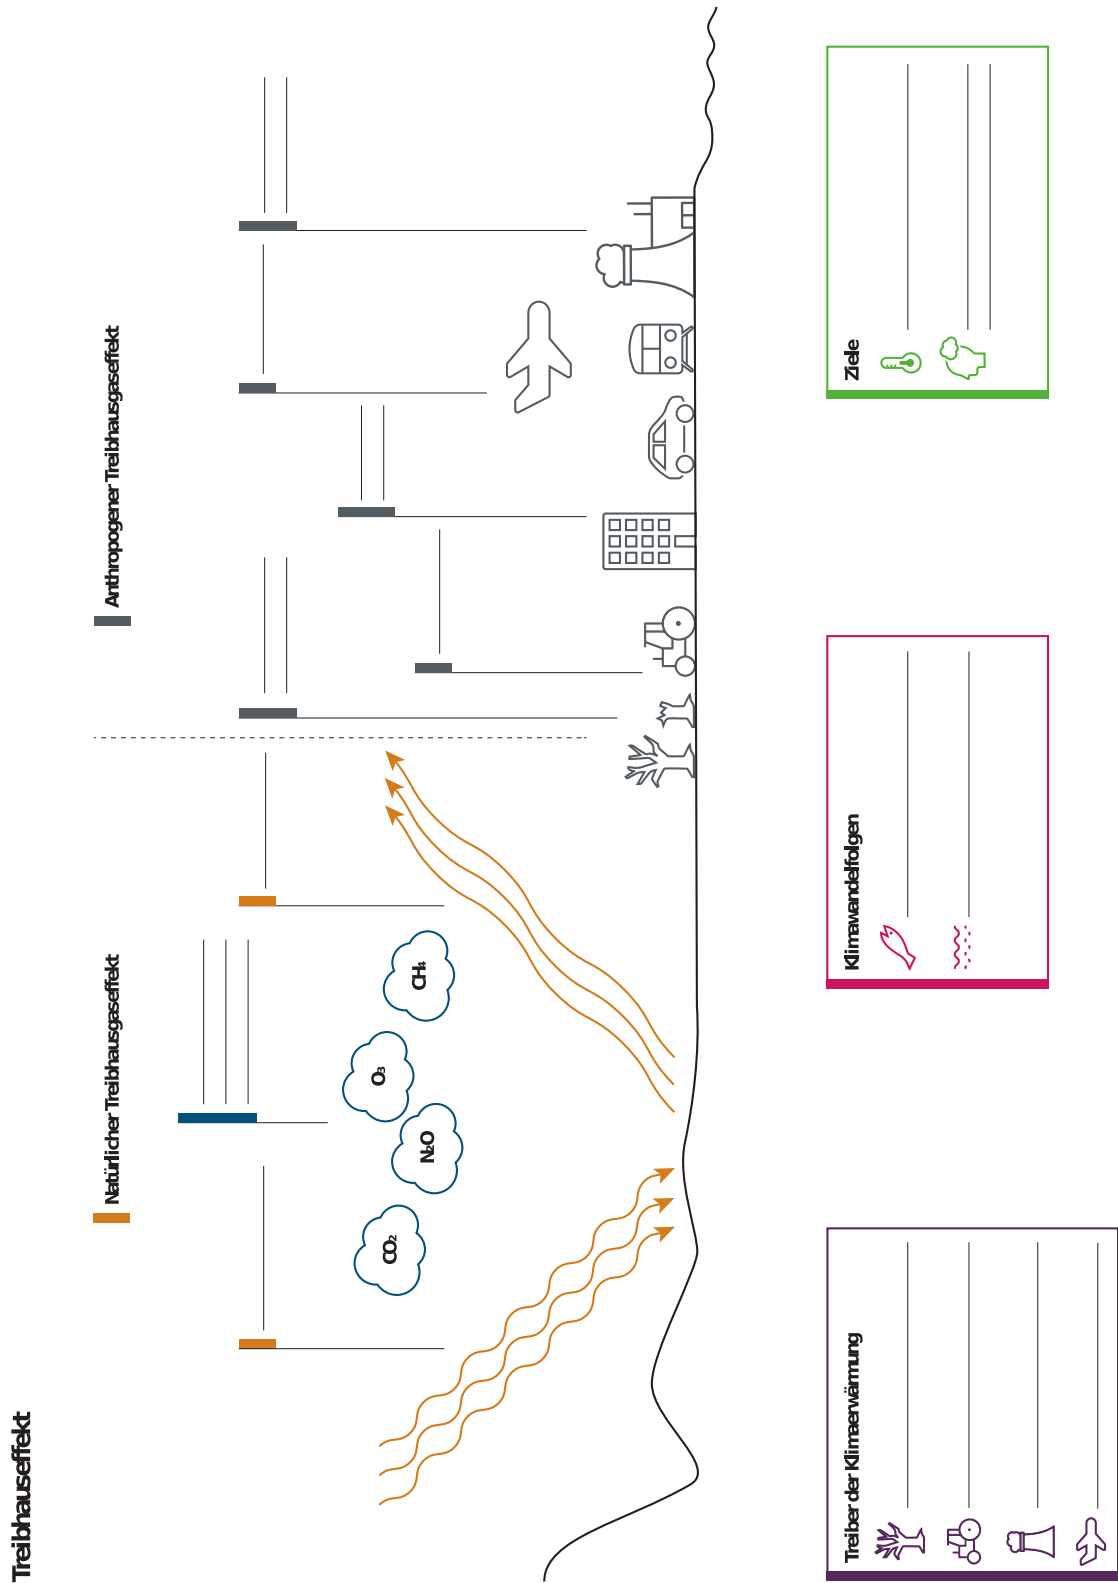 Treibhauseffekt
Natürlicher Treibhausgaseffekt
Anthropogener Treibhausgaseffekt
CO₂
N₂O
O₃
CH₄
Treiber der Klimaerwärmung
Klimawandelfolgen
Ziele